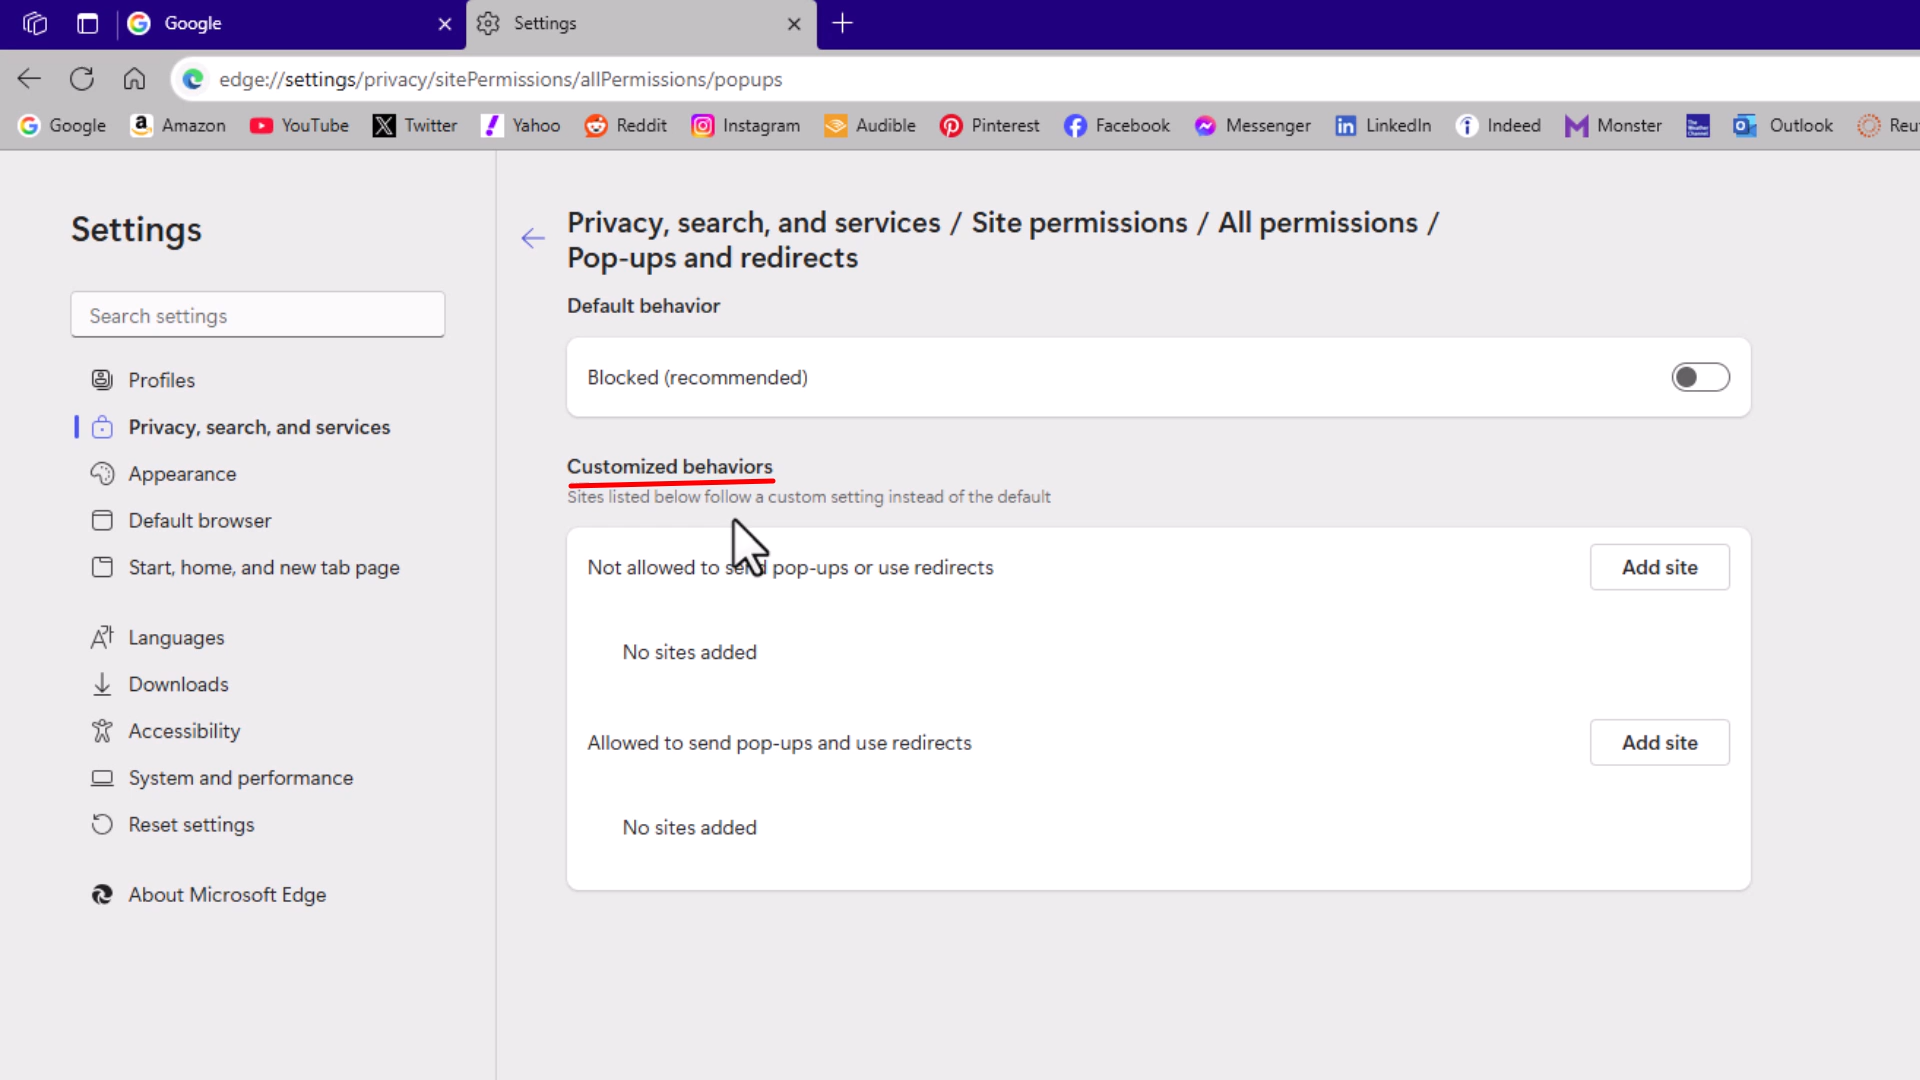 Google
Settings
edge://settings/privacy/sitePermissions/allPermissions/popups
Google Amazon YouTube Twitter Yahoo Reddit Instagram Audible Pinterest Facebook Messenger LinkedIn Indeed Monster Outlook Reu
Settings
Search settings
Profiles
Privacy, search, and services
Appearance
Default browser
Start, home, and new tab page
Languages
Downloads
Accessibility
System and performance
Reset settings
About Microsoft Edge
Privacy, search, and services / Site permissions / All permissions /
Pop-ups and redirects
Default behavior
Blocked (recommended)
Customized behaviors
Sites listed below follow a custom setting instead of the default
Not allowed to send pop-ups or use redirects
Add site
No sites added
Allowed to send pop-ups and use redirects
Add site
No sites added